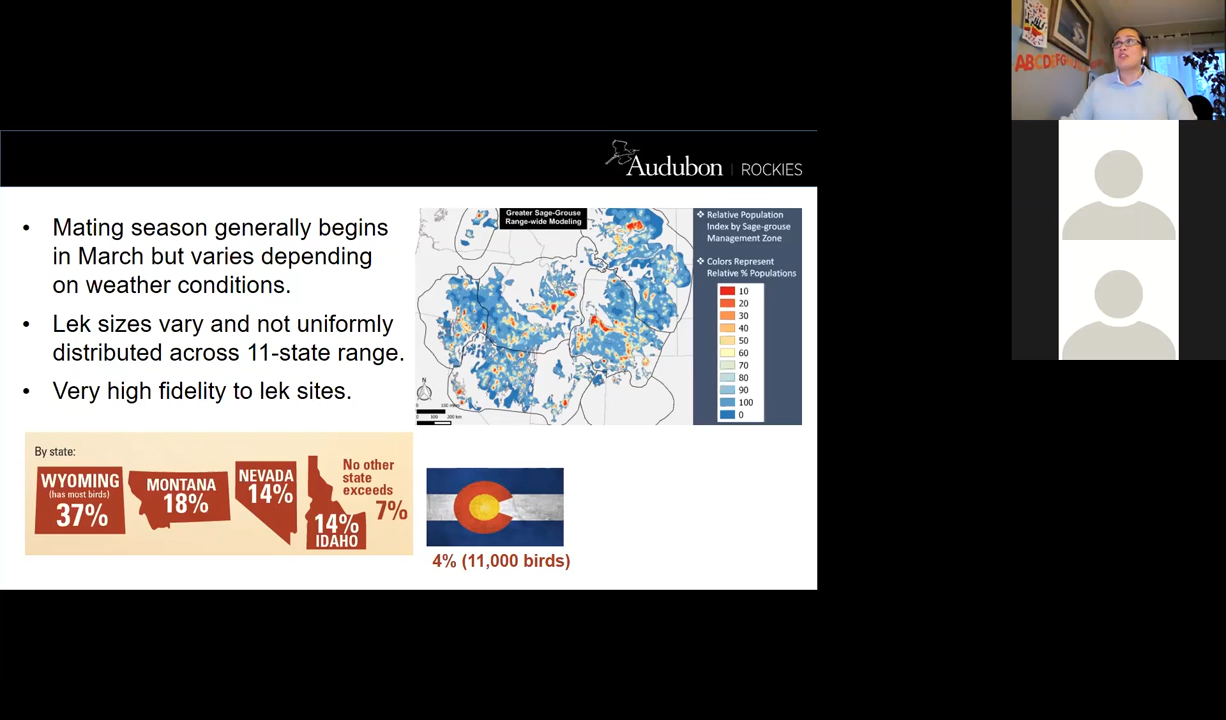 Audubon | ROCKIES
• Mating season generally begins
in March but varies depending
on weather conditions.
• Lek sizes vary and not uniformly
distributed across 11-state range.
• Very high fidelity to lek sites.
Greater Sage-Grouse
Range-wide Modeling
N
❖ Relative Population
Index by Sage-grouse
Management Zone
❖ Colors Represent
Relative % Populations
10
20
30
40
50
60
70
80
90
100
0
By state:
WYOMING
(has most birds)
37%
MONTANA
18%
NEVADA
14%
14%
IDAHO
No other
state
exceeds
7%
4% (11,000 birds)
ABCDEFG